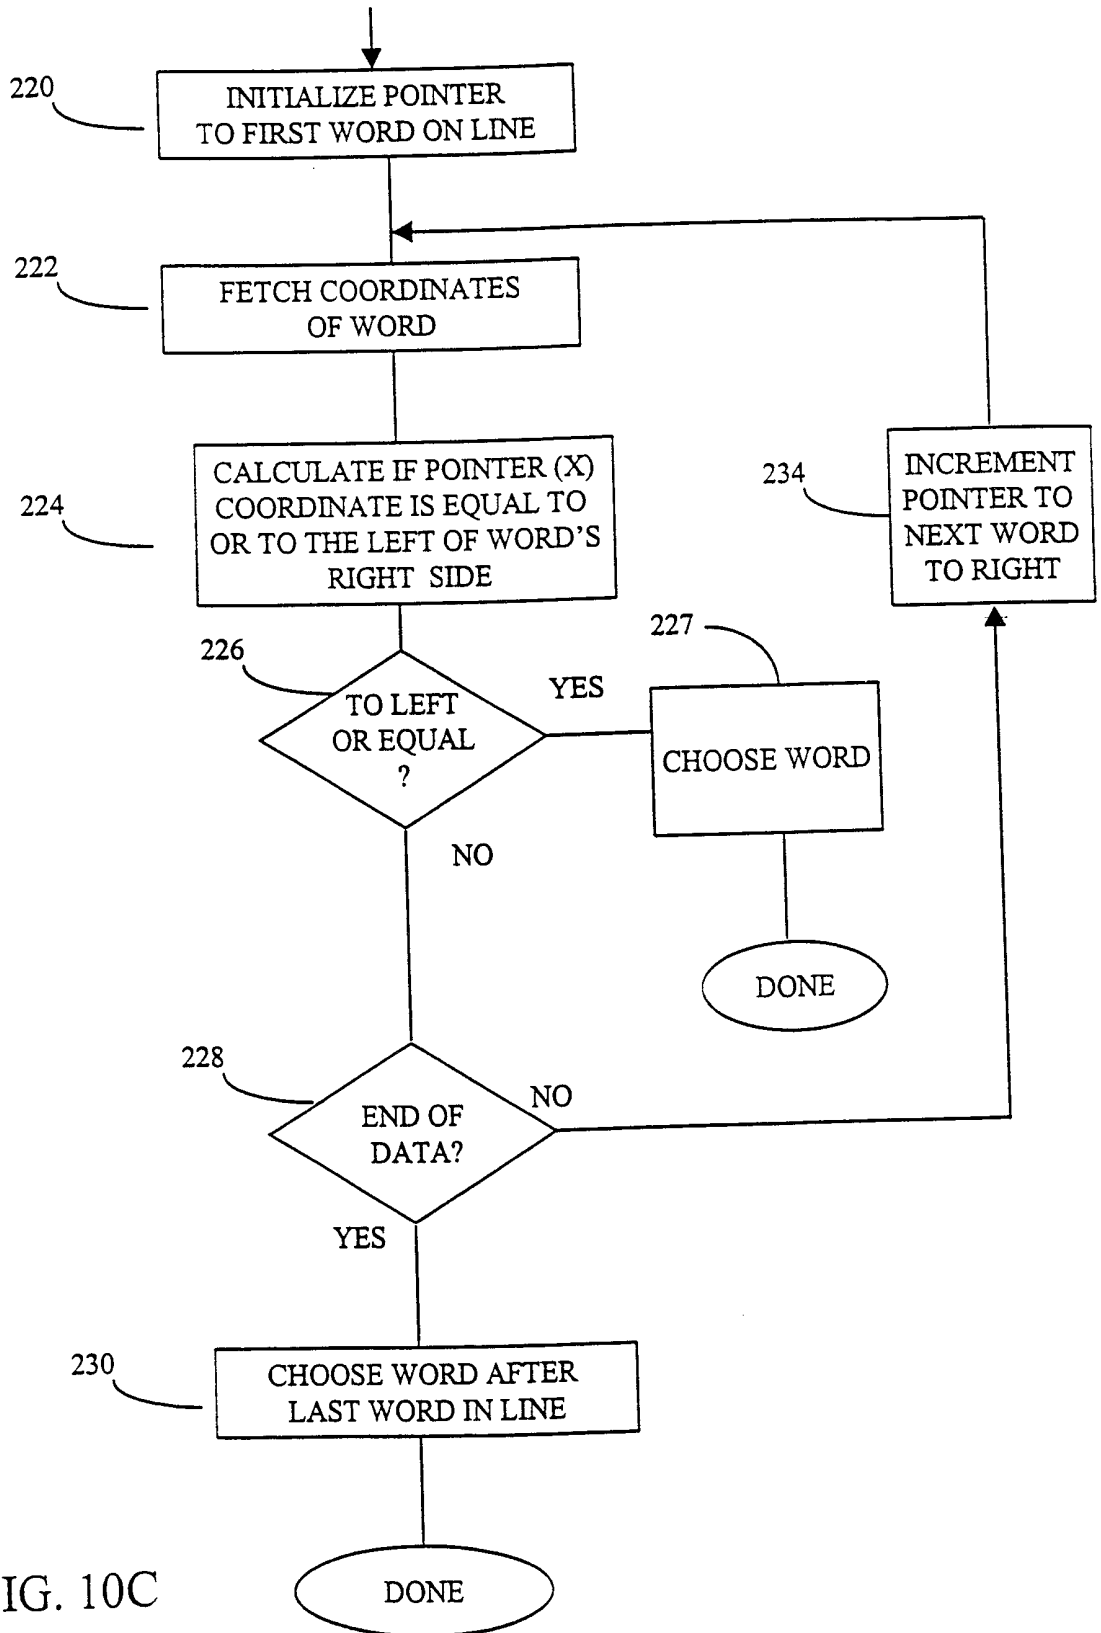 220
INITIALIZE POINTER
TO FIRST WORD ON LINE
222
FETCH COORDINATES
OF WORD
224
CALCULATE IF POINTER (X)
COORDINATE IS EQUAL TO
OR TO THE LEFT OF WORD'S
RIGHT SIDE
234
INCREMENT
POINTER TO
NEXT WORD
TO RIGHT
226
TO LEFT
OR EQUAL
?
YES
227
CHOOSE WORD
NO
DONE
228
END OF
DATA?
NO
YES
230
CHOOSE WORD AFTER
LAST WORD IN LINE
DONE
IG. 10C